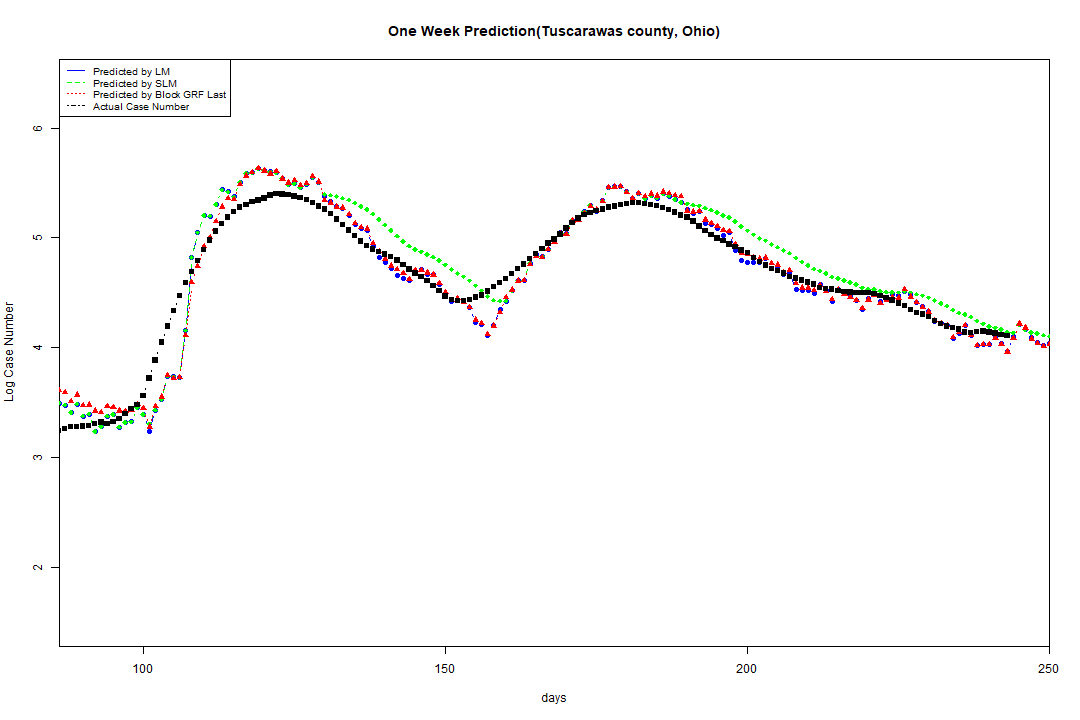 One Week Prediction(Tuscarawas county, Ohio)
Predicted by LM
Predicted by SLM
Predicted by Block GRF Last
Actual Case Number
6
5
4
3
2
Log Case Number
100
150
200
250
days